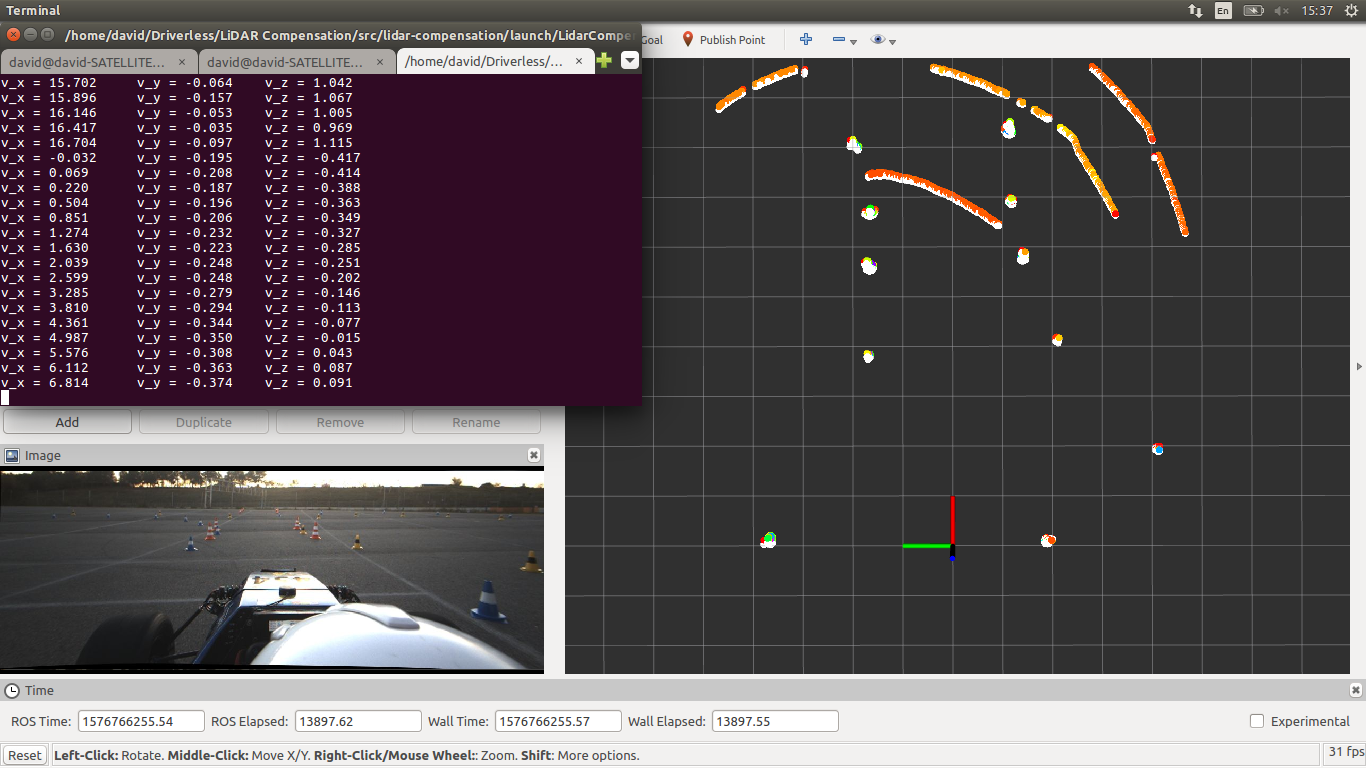 Terminal
En
15:37
/home/david/Driverless/LiDAR Compensation/src/lidar-compensation/launch/LidarCompe
Goal
Publish Point
david@david-SATELLITE... ×
david@david-SATELLITE... ×
/home/david/Driverless/... ×
v_x = 15.702 v_y = -0.064 v_z = 1.042
v_x = 15.896 v_y = -0.157 v_z = 1.067
v_x = 16.146 v_y = -0.053 v_z = 1.005
v_x = 16.417 v_y = -0.035 v_z = 0.969
v_x = 16.704 v_y = -0.097 v_z = 1.115
v_x = -0.032 v_y = -0.195 v_z = -0.417
v_x = 0.069 v_y = -0.208 v_z = -0.414
v_x = 0.220 v_y = -0.187 v_z = -0.388
v_x = 0.504 v_y = -0.196 v_z = -0.363
v_x = 0.851 v_y = -0.206 v_z = -0.349
v_x = 1.274 v_y = -0.232 v_z = -0.327
v_x = 1.630 v_y = -0.223 v_z = -0.285
v_x = 2.039 v_y = -0.248 v_z = -0.251
v_x = 2.599 v_y = -0.248 v_z = -0.202
v_x = 3.285 v_y = -0.279 v_z = -0.146
v_x = 3.810 v_y = -0.294 v_z = -0.113
v_x = 4.361 v_y = -0.344 v_z = -0.077
v_x = 4.987 v_y = -0.350 v_z = -0.015
v_x = 5.576 v_y = -0.308 v_z = 0.043
v_x = 6.112 v_y = -0.363 v_z = 0.087
v_x = 6.814 v_y = -0.374 v_z = 0.091
Add Duplicate Remove Rename
Image
Time
ROS Time: 1576766255.54 ROS Elapsed: 13897.62 Wall Time: 1576766255.57 Wall Elapsed: 13897.55 Experimental
Reset Left-Click: Rotate. Middle-Click: Move X/Y. Right-Click/Mouse Wheel:: Zoom. Shift: More options. 31 fps